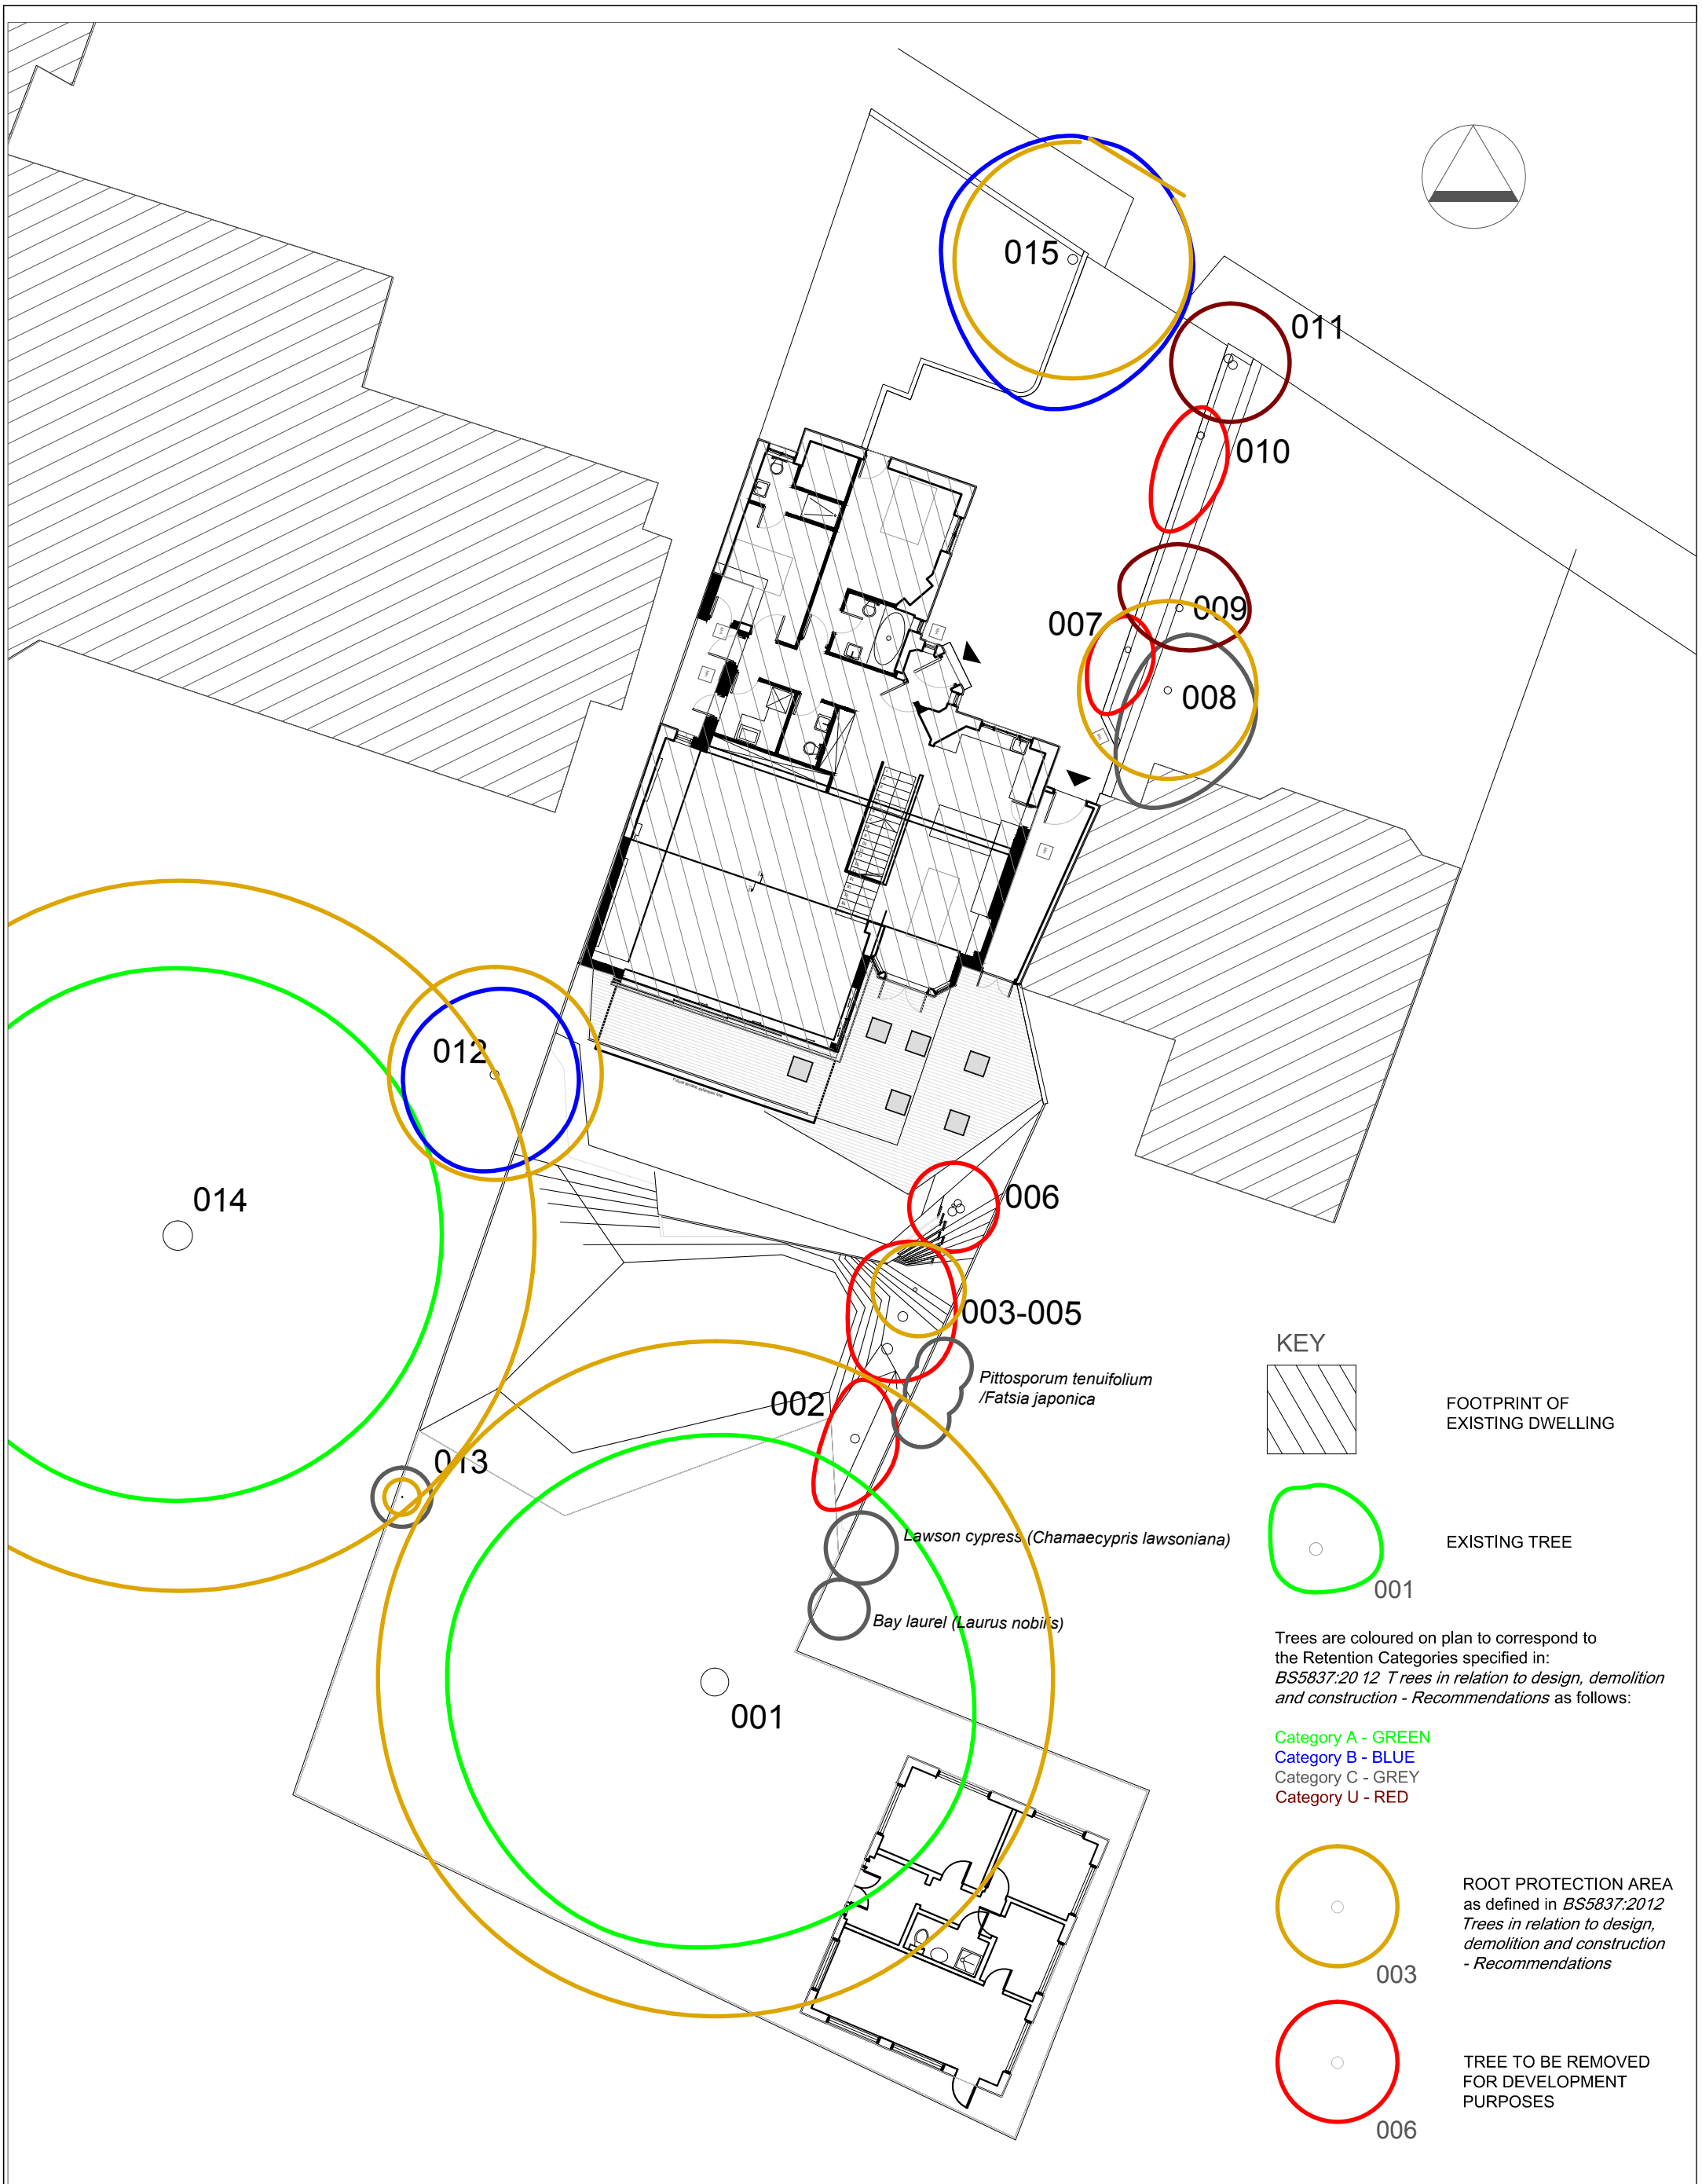 015
011
010
009
007
008
012
014
006
003-005
Pittosporum tenuifolium
/Fatsia japonica
002
013
Lawson cypress (Chamaecypris lawsoniana)
Bay laurel (Laurus nobilis)
001
KEY
FOOTPRINT OF
EXISTING DWELLING
EXISTING TREE
001
Trees are coloured on plan to correspond to
the Retention Categories specified in:
BS5837:20 12 T rees in relation to design, demolition
and construction - Recommendations as follows:
Category A - GREEN
Category B - BLUE
Category C - GREY
Category U - RED
ROOT PROTECTION AREA
as defined in BS5837:2012
Trees in relation to design,
demolition and construction
- Recommendations
003
TREE TO BE REMOVED
FOR DEVELOPMENT
PURPOSES
006